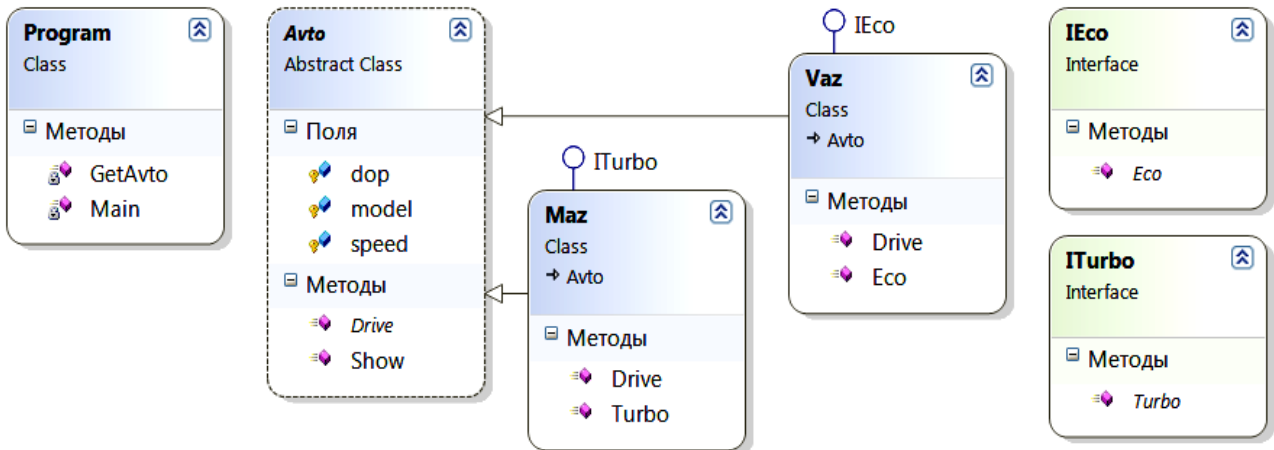 Program
Class
Методы
GetAvto
Main
Avto
Abstract Class
Поля
dop
model
speed
Методы
Drive
Show
ITurbo
Maz
Class
Avto
Методы
Drive
Turbo
IEco
Vaz
Class
Avto
Методы
Drive
Eco
IEco
Interface
Методы
Eco
ITurbo
Interface
Методы
Turbo